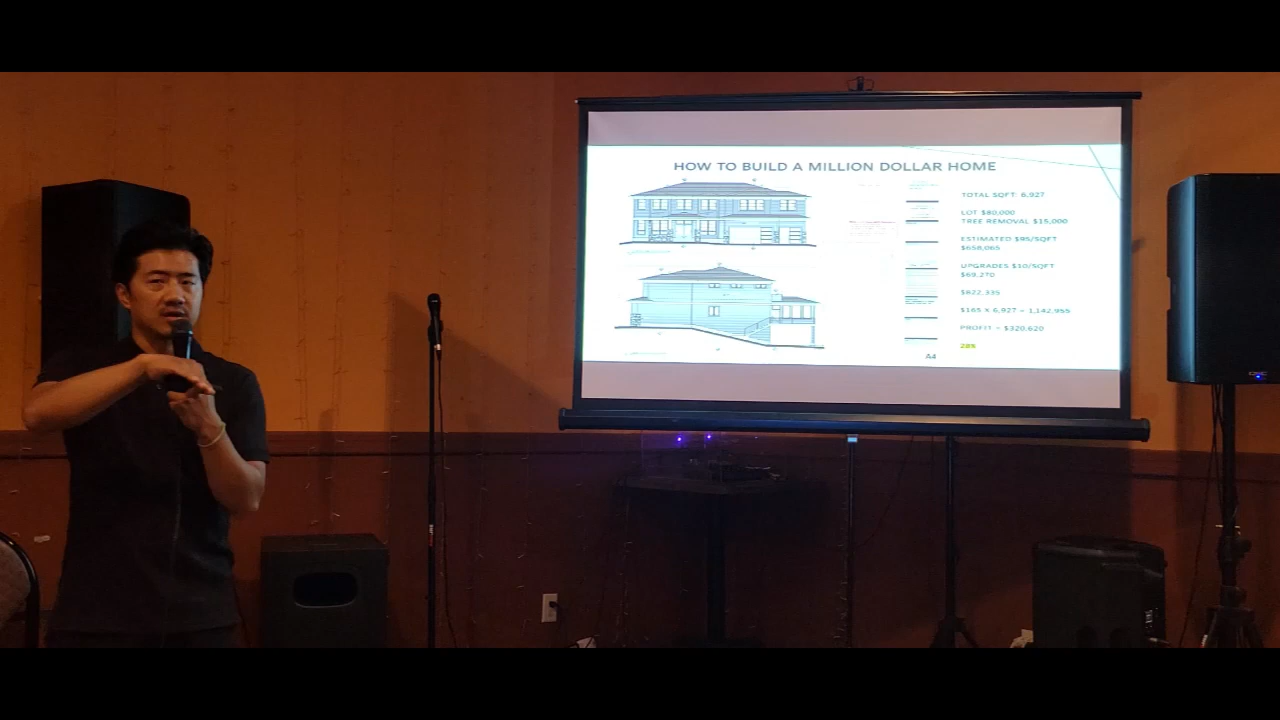 HOW TO BUILD A MILLION DOLLAR HOME
TOTAL SQFT: 6,927
LOT $80,000
TREE REMOVAL $15,000
ESTIMATED $95/SQFT
$658,065
UPGRADES $10/SQFT
$69,270
$822,335
$165 X 6,927 = 1,142,955
PROFIT = $320,620
28%
A4
QSC